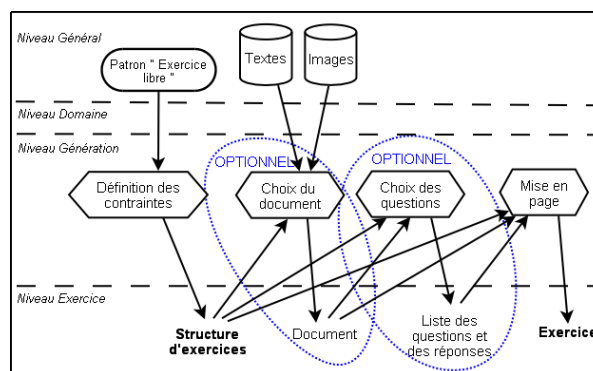 Niveau Général
Patron " Exercice
libre "
Textes
Images
Niveau Domaine
Niveau Génération
OPTIONNEL
OPTIONNEL
Définition des
contraintes
Choix du
document
Choix des
questions
Mise en
page
Niveau Exercice
Structure
d'exercices
Document
Liste des
questions et
des réponses
Exercice